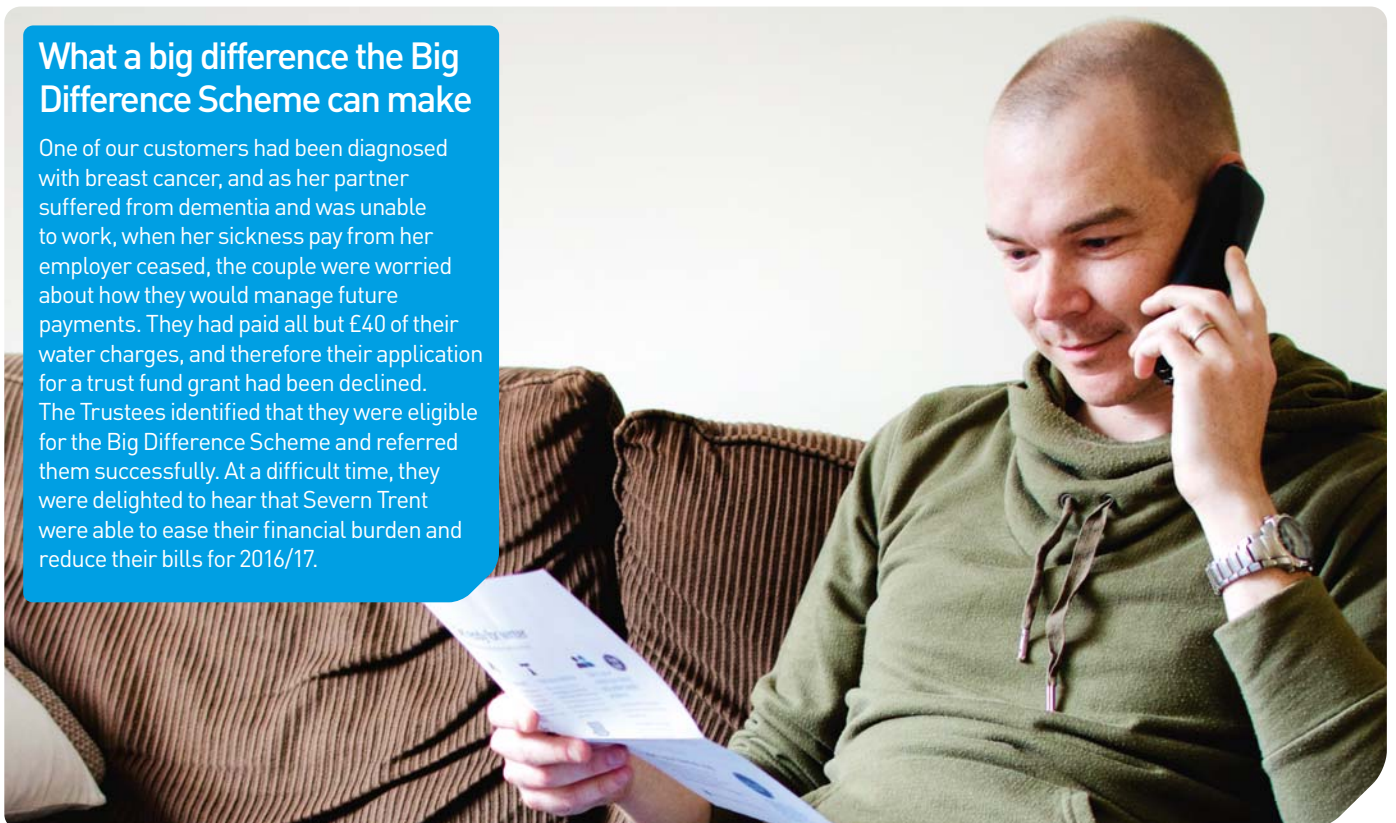 What a big difference the Big
Difference Scheme can make
One of our customers had been diagnosed
with breast cancer, and as her partner
suffered from dementia and was unable
to work, when her sickness pay from her
employer ceased, the couple were worried
about how they would manage future
payments. They had paid all but £40 of their
water charges, and therefore their application
for a trust fund grant had been declined.
The Trustees identified that they were eligible
for the Big Difference Scheme and referred
them successfully. At a difficult time, they
were delighted to hear that Severn Trent
were able to ease their financial burden and
reduce their bills for 2016/17.